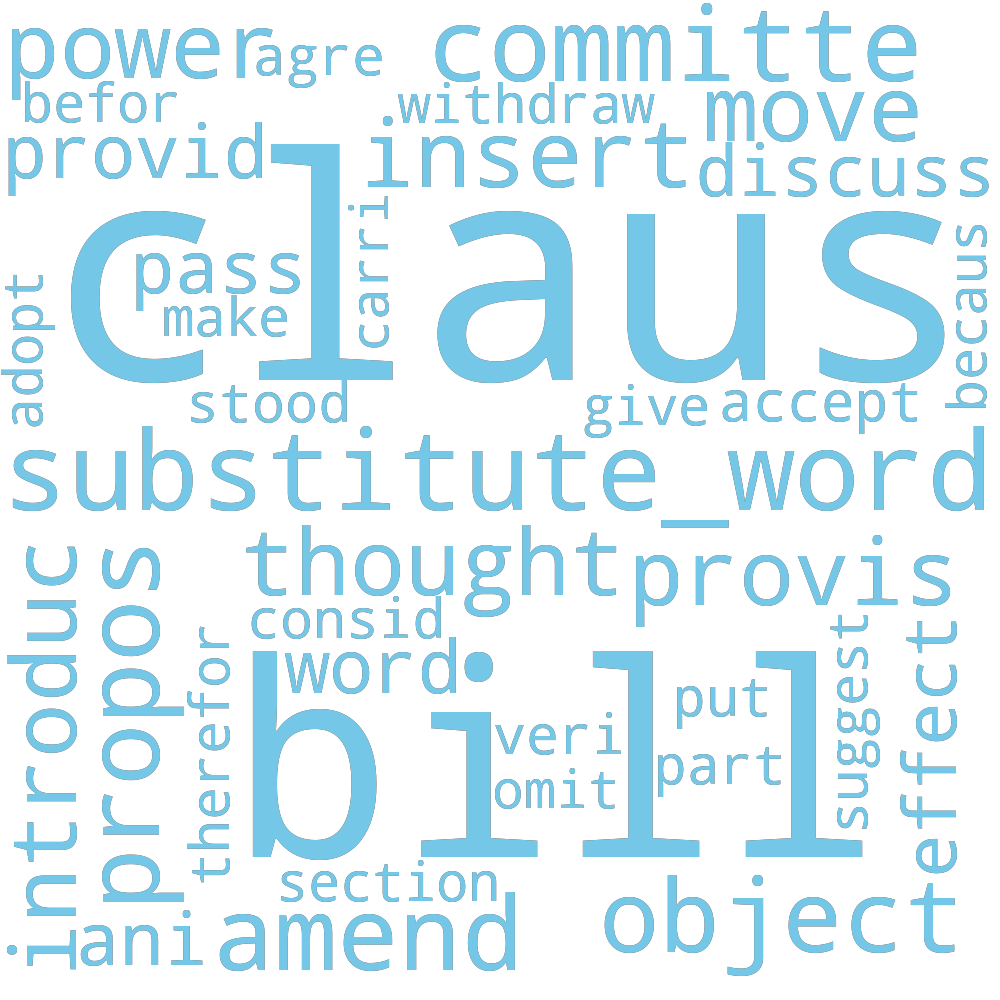 power
agre
committe
befor
withdraw
move
provid
insert
discuss
claus
carri
pass
make
adopt
becaus
stood
give
accept
substitute_word
thought
provis
introduc
propos
consid
word
therefor
bill
put
veri
part
omit
suggest
effect
section
object
ani
amend